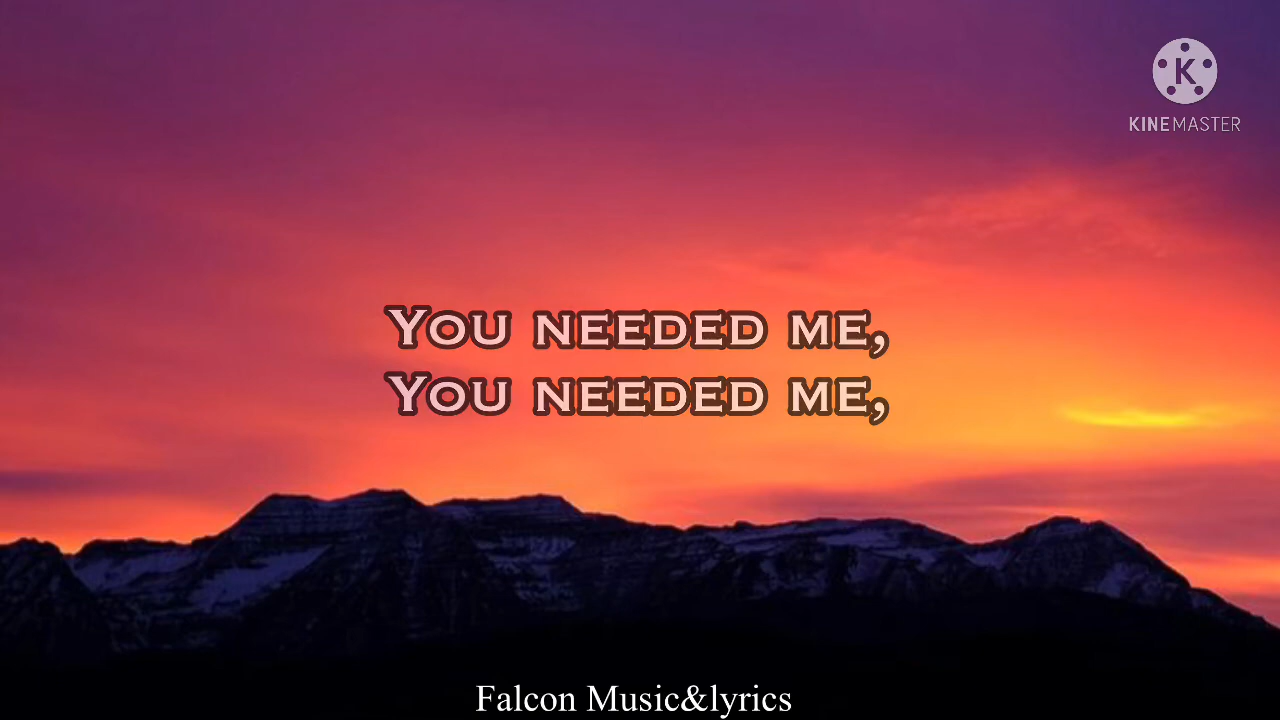 K
KINEMASTER
You needed me,
You needed me,
Falcon Music&lyrics